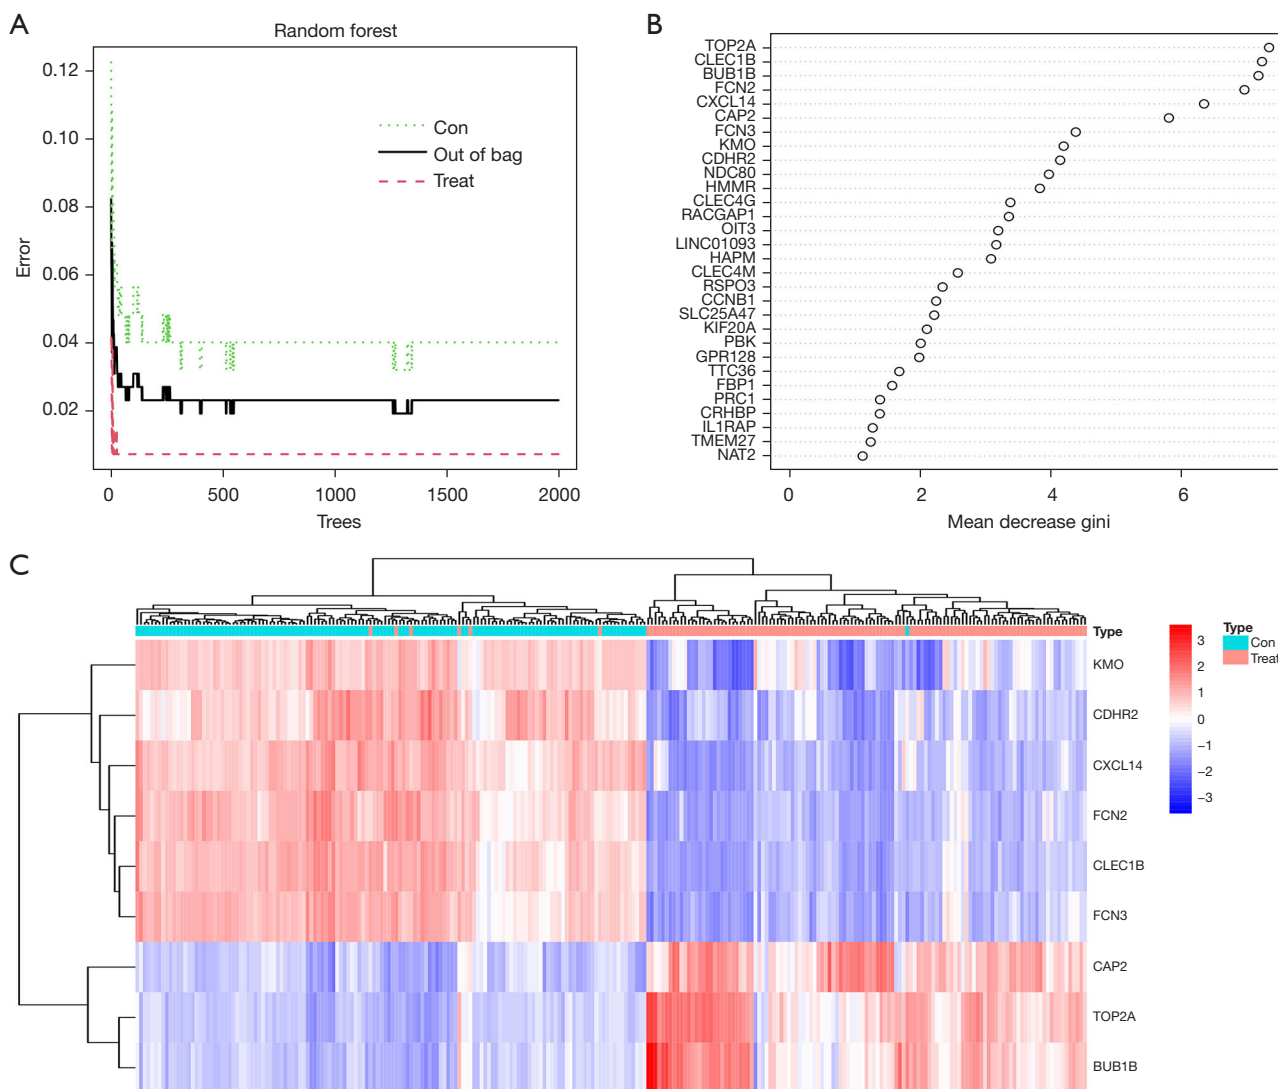 A
Random forest
0.12
0.10
0.08
0.06
0.04
0.02
Error
Con
Out of bag
Treat
0
500
1000
1500
2000
Trees
B
TOP2A
CLEC1B
BUB1B
FCN2
CXCL14
CAP2
FCN3
KMO
CDHR2
NDC80
HMMR
CLEC4G
RACGAP1
OIT3
LINC01093
HAPM
CLEC4M
RSPO3
CCNB1
SLC25A47
KIF20A
PBK
GPR128
TTC36
FBP1
PRC1
CRHBP
IL1RAP
TMEM27
NAT2
0
2
4
6
Mean decrease gini
C
Type
KMO
CDHR2
CXCL14
FCN2
CLEC1B
FCN3
CAP2
TOP2A
BUB1B
3
2
1
0
−1
−2
−3
Type
Con
Treat